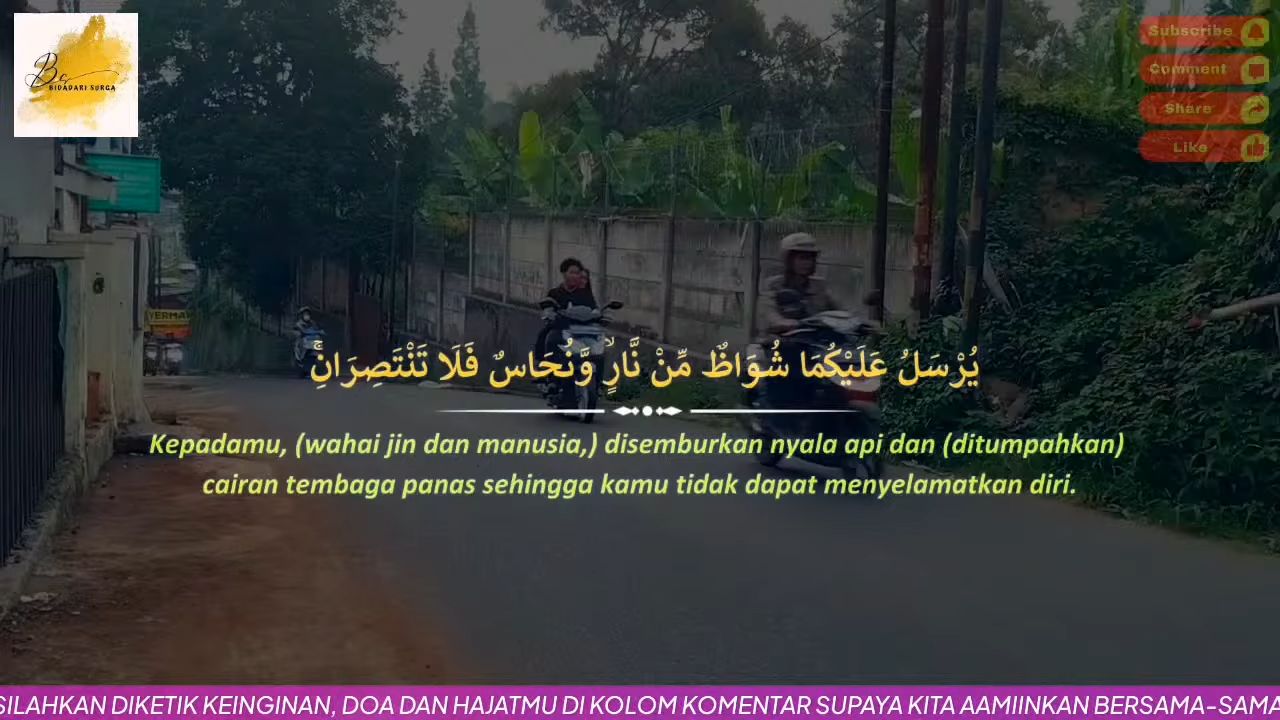 Bs
BIDADARI SURGA
Subscribe
Comment
Share
Like
يُرْسَلُ عَلَيْكُمَا شُوَاظٌ مِّنْ نَّارٍۙ وَّنُحَاسٌ فَلَا تَنْتَصِرَانِۚ
Kepadamu, (wahai jin dan manusia,) disemburkan nyala api dan (ditumpahkan)
cairan tembaga panas sehingga kamu tidak dapat menyelamatkan diri.
SILAHKAN DIKETIK KEINGINAN, DOA DAN HAJATMU DI KOLOM KOMENTAR SUPAYA KITA AAMIINKAN BERSAMA-SAMA